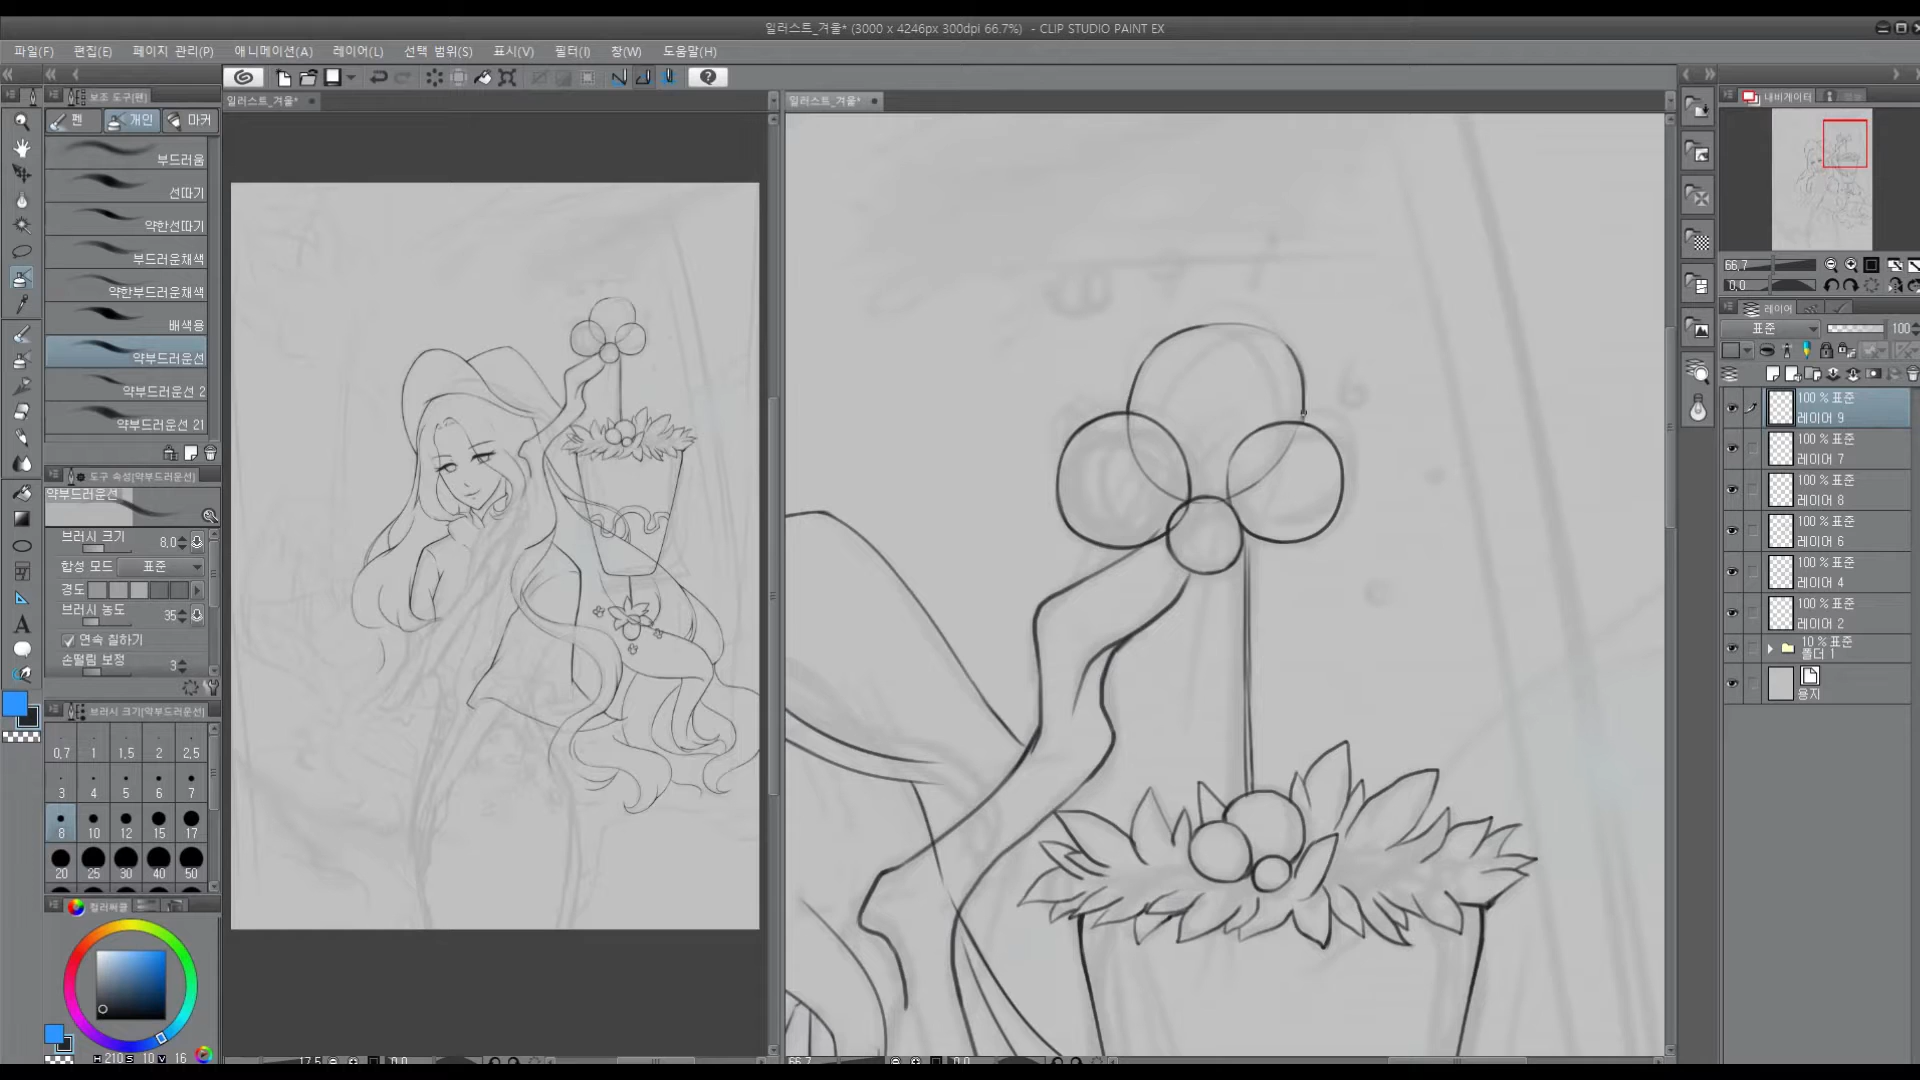 일러스트_겨울* (3000 x 4246px 300dpi 66.7%) - CLIP STUDIO PAINT EX
파일(F) 편집(E) 페이지 관리(P) 애니메이션(A) 레이어(L) 선택 범위(S) 표시(V) 필터(I) 창(W) 도움말(H)
보조 도구[펜]
펜 개인 마커
부드러움
선따기
약한선따기
부드러운채색
약한부드러운채색
배색용
약부드러운선
약부드러운선 2
약부드러운선 21
도구 속성[약부드러운선]
약부드러운선
브러시 크기 8.0
합성 모드 표준
경도
브러시 농도 35
연속 칠하기
손떨림 보정 3
브러시 크기[약부드러운선]
0.7 1 1.5 2 2.5
3 4 5 6 7
8 10 12 15 17
20 25 30 40 50
컬러써클
H 210 S 10 V 16
일러스트_겨울*
17.5 0.0
일러스트_겨울*
66.7 0.0
내비게이터
66.7
0.0
레이어
표준 100
100 % 표준
레이어 9
100 % 표준
레이어 7
100 % 표준
레이어 8
100 % 표준
레이어 6
100 % 표준
레이어 4
100 % 표준
레이어 2
10 % 표준
폴더 1
용지